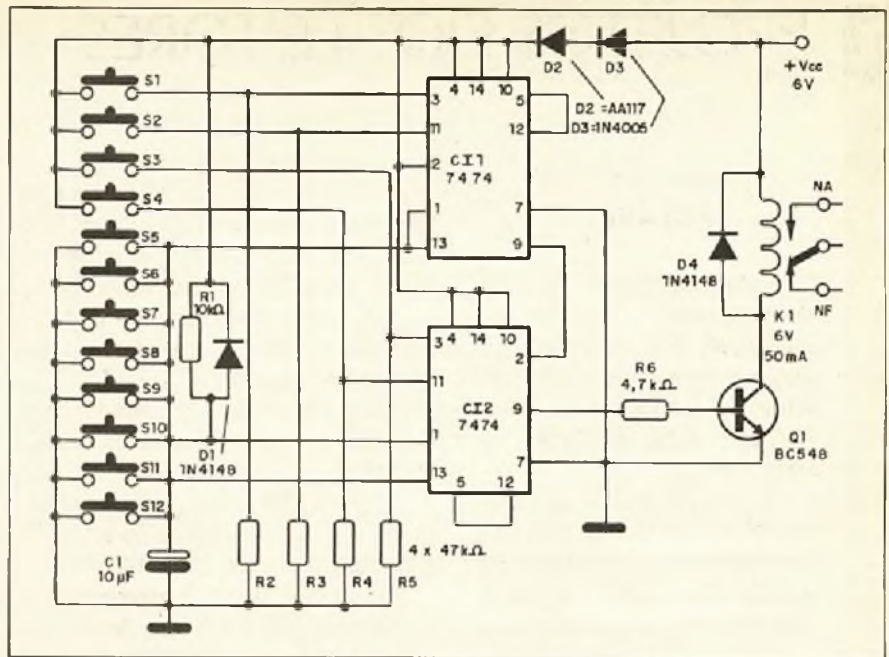 S1
S2
S3
S4
S5
S6
S7
S8
S9
S10
S11
S12
R1
10kΩ
D1
1N4148
C1
10µF
R2
R3
R4
R5
4 x 47kΩ
4
14
10
3
11
2
1
13
CI1
7474
5
12
7
9
4
14
10
3
11
1
13
CI2
7474
2
9
7
5
12
D2
D3
D2 =AA117
D3=1N4005
+Vcc
6V
D4
1N4148
NA
NF
K1
6V
50mA
R6
4,7kΩ
Q1
BC548